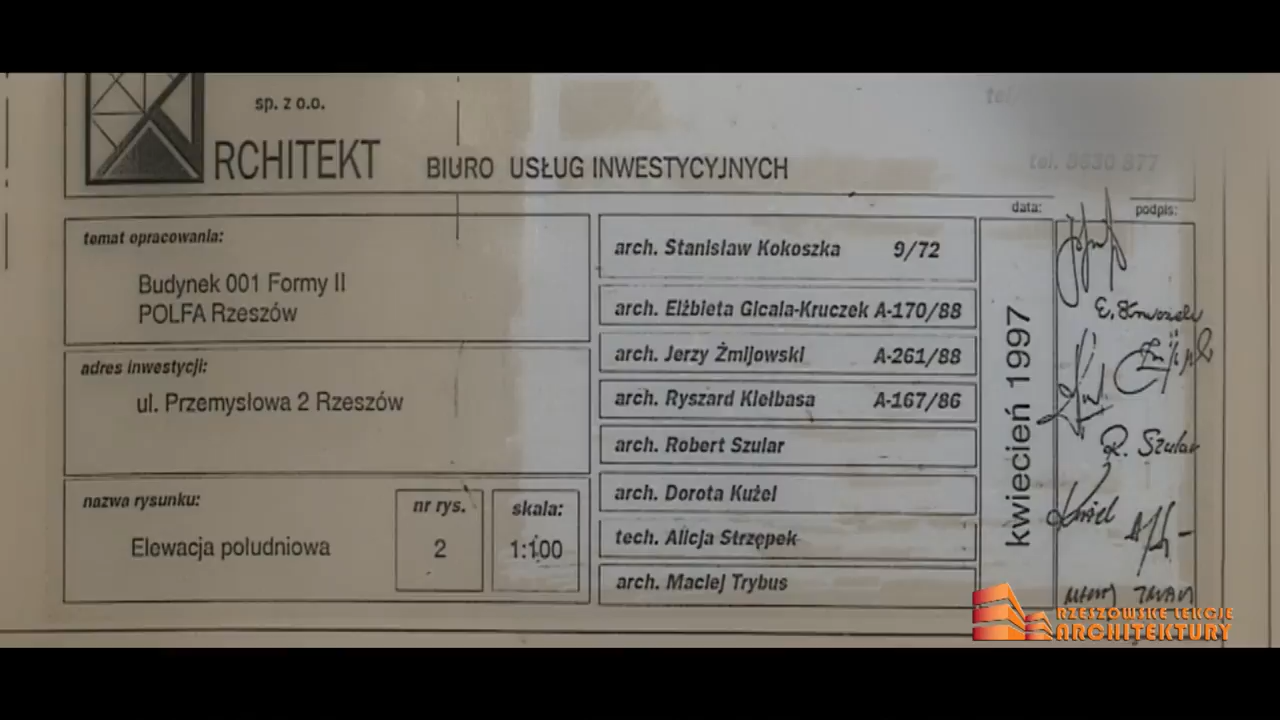 sp. z o.o.
RCHITEKT BIURO USŁUG INWESTYCYJNYCH
tel. 8630 877
data: podpis:
temat opracowania:
Budynek 001 Formy II
POLFA Rzeszów
adres inwestycji:
ul. Przemysłowa 2 Rzeszów
nazwa rysunku:
Elewacja południowa
nr rys.
2
skala:
1:100
arch. Stanisław Kokoszka 9/72
arch. Elżbieta Gicala-Kruczek A-170/88
arch. Jerzy Żmijowski A-261/88
arch. Ryszard Kiełbasa A-167/86
arch. Robert Szular
arch. Dorota Kużel
tech. Alicja Strzępek
arch. Maciej Trybus
kwiecień 1997
R. Szular
RZESZOWSKIE LEKCJE
ARCHITEKTURY